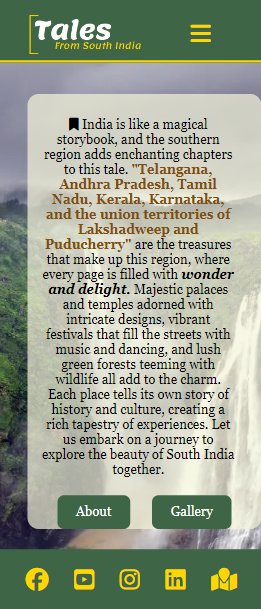 Tales
From South India
India is like a magical
storybook, and the southern
region adds enchanting chapters
to this tale. "Telangana,
Andhra Pradesh, Tamil
Nadu, Kerala, Karnataka,
and the union territories of
Lakshadweep and
Puducherry" are the treasures
that make up this region, where
every page is filled with wonder
and delight. Majestic palaces
and temples adorned with
intricate designs, vibrant
festivals that fill the streets with
music and dancing, and lush
green forests teeming with
wildlife all add to the charm.
Each place tells its own story of
history and culture, creating a
rich tapestry of experiences. Let
us embark on a journey to
explore the beauty of South India
together.
About
Gallery